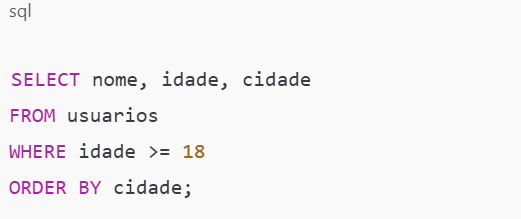 sql
SELECT nome, idade, cidade
FROM usuarios
WHERE idade >= 18
ORDER BY cidade;